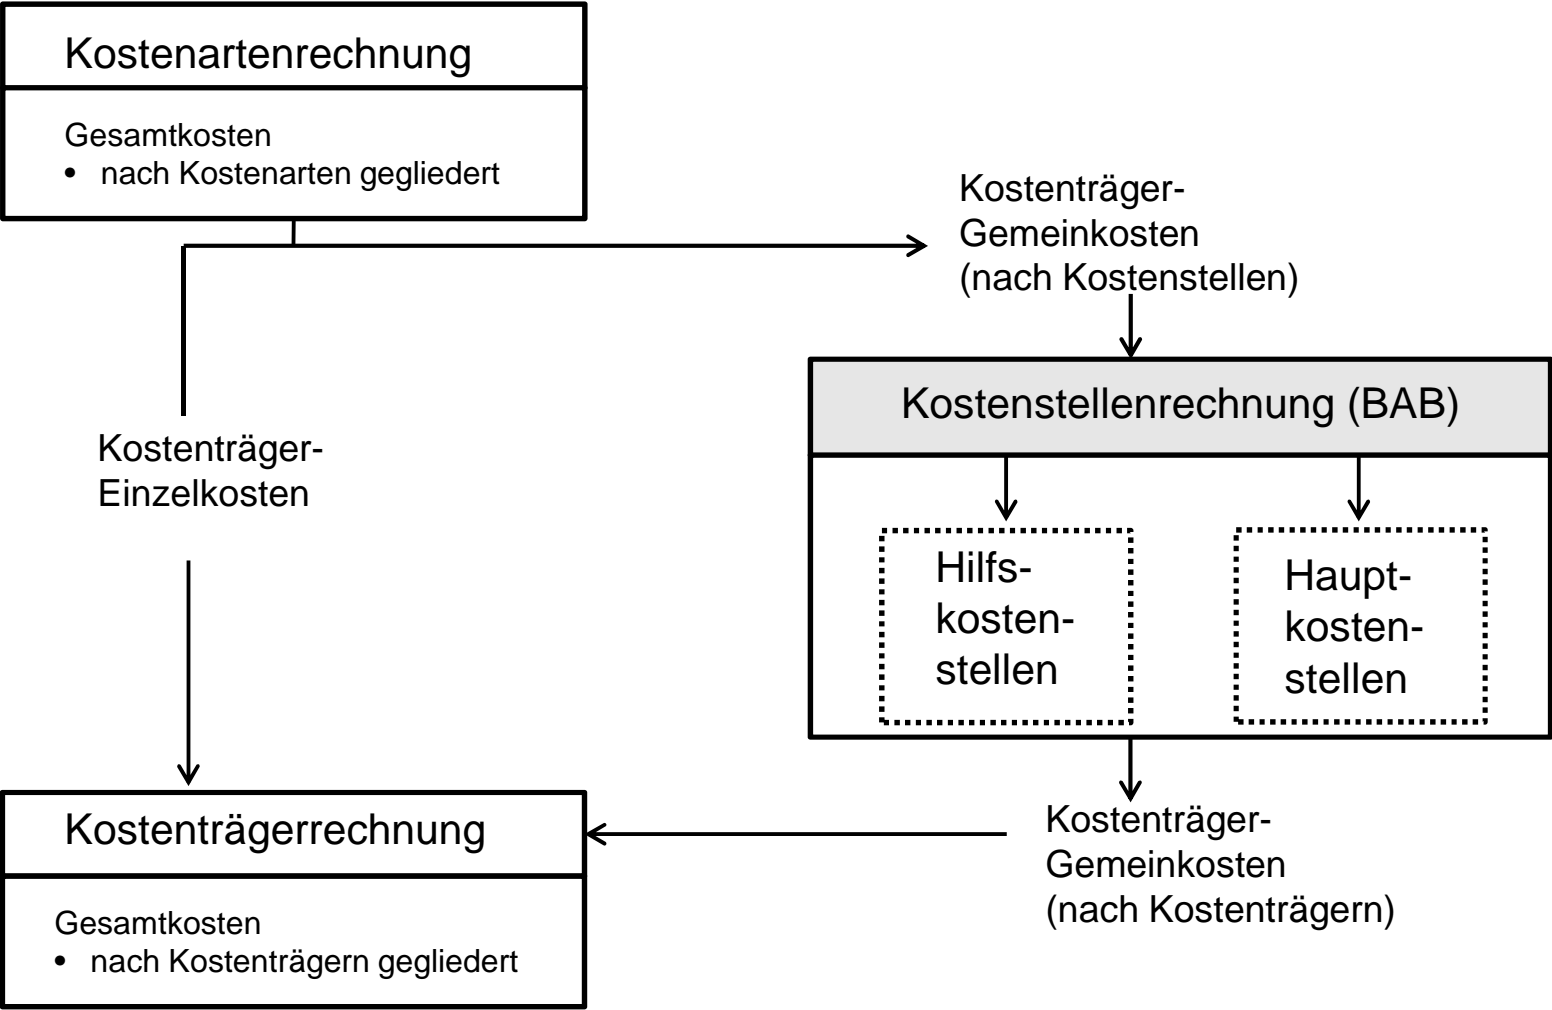 Kostenartenrechnung
Gesamtkosten
• nach Kostenarten gegliedert
Kostenträger-
Gemeinkosten
(nach Kostenstellen)
Kostenstellenrechnung (BAB)
Kostenträger-
Einzelkosten
Hilfs-
kosten-
stellen
Haupt-
kosten-
stellen
Kostenträgerrechnung
Gesamtkosten
• nach Kostenträgern gegliedert
Kostenträger-
Gemeinkosten
(nach Kostenträgern)